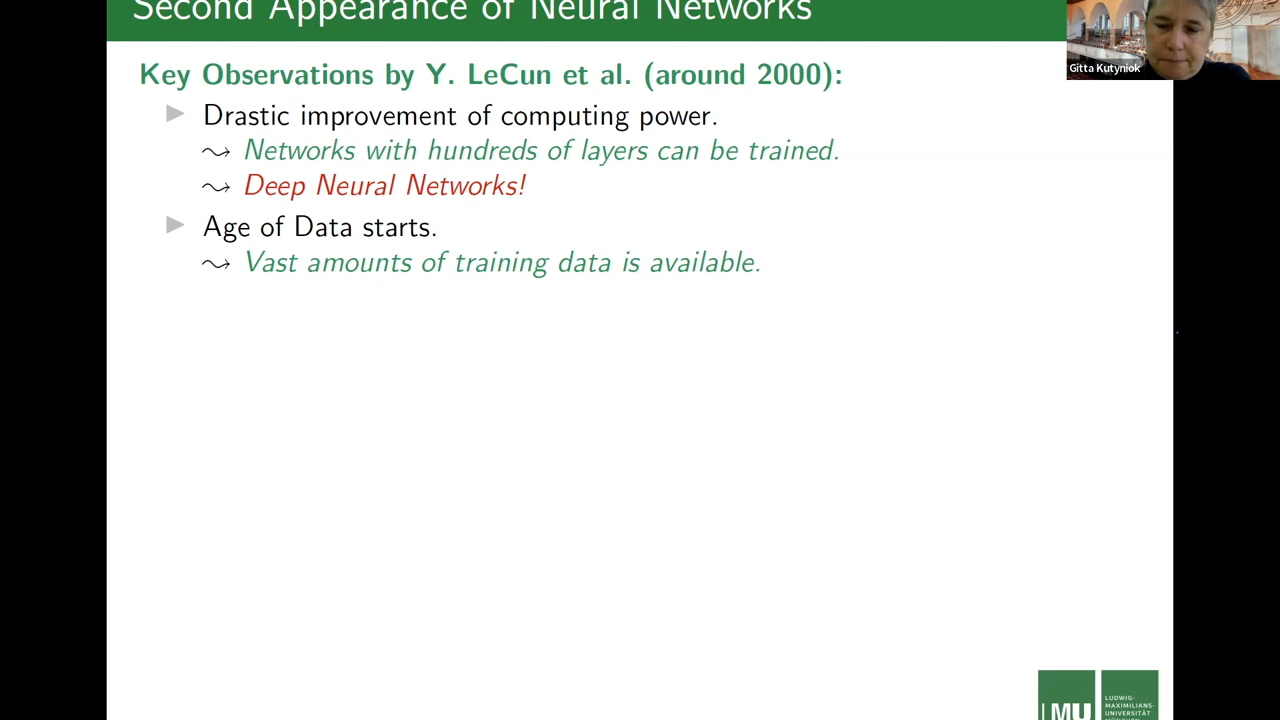 Second Appearance of Neural Networks
Gitta Kutyniok
Key Observations by Y. LeCun et al. (around 2000):
Drastic improvement of computing power.
⤳ Networks with hundreds of layers can be trained.
⤳ Deep Neural Networks!
Age of Data starts.
⤳ Vast amounts of training data is available.
LMU
LUDWIG-
MAXIMILIANS-
UNIVERSITÄT
MÜNCHEN